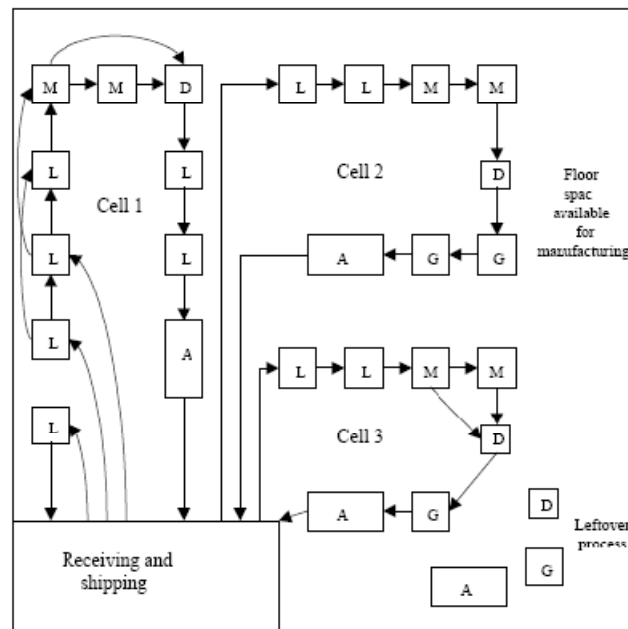 M M D
L
Cell 1
L
L
L
L
L
A
L L M M
Cell 2
D
A G G
Floor
spac
available
for
manufacturing
L L M M
Cell 3
D
A G
Receiving and
shipping
D
Leftover
process
G
A